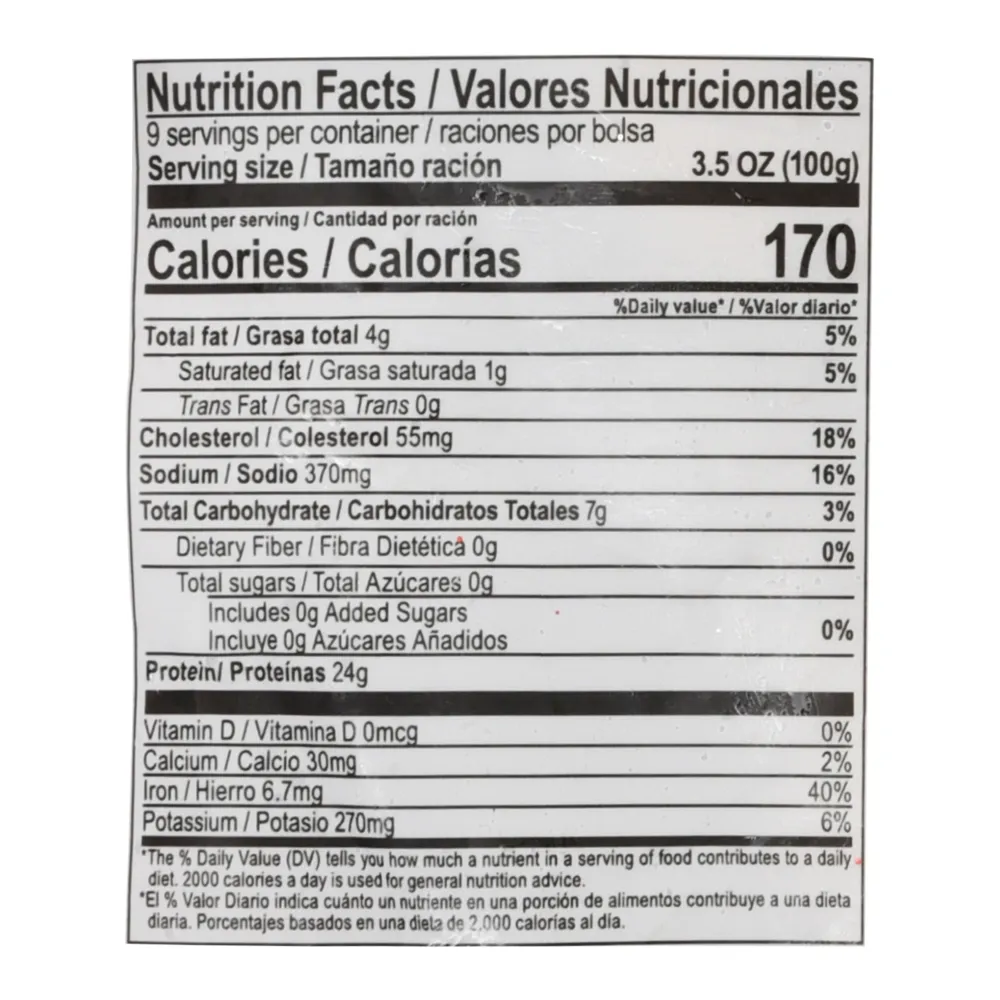 Nutrition Facts / Valores Nutricionales
9 servings per container / raciones por bolsa
Serving size / Tamaño ración 3.5 OZ (100g)
Amount per serving / Cantidad por ración
Calories / Calorías 170
%Daily value* / %Valor diario*
Total fat / Grasa total 4g 5%
Saturated fat / Grasa saturada 1g 5%
Trans Fat / Grasa Trans 0g
Cholesterol / Colesterol 55mg 18%
Sodium / Sodio 370mg 16%
Total Carbohydrate / Carbohidratos Totales 7g 3%
Dietary Fiber / Fibra Dietética 0g 0%
Total sugars / Total Azúcares 0g
Includes 0g Added Sugars
Incluye 0g Azúcares Añadidos 0%
Protein/ Proteínas 24g
Vitamin D / Vitamina D 0mcg 0%
Calcium / Calcio 30mg 2%
Iron / Hierro 6.7mg 40%
Potassium / Potasio 270mg 6%
*The % Daily Value (DV) tells you how much a nutrient in a serving of food contributes to a daily
diet. 2000 calories a day is used for general nutrition advice.
*El % Valor Diario indica cuánto un nutriente en una porción de alimentos contribuye a una dieta
diaria. Porcentajes basados en una dieta de 2,000 calorías al día.